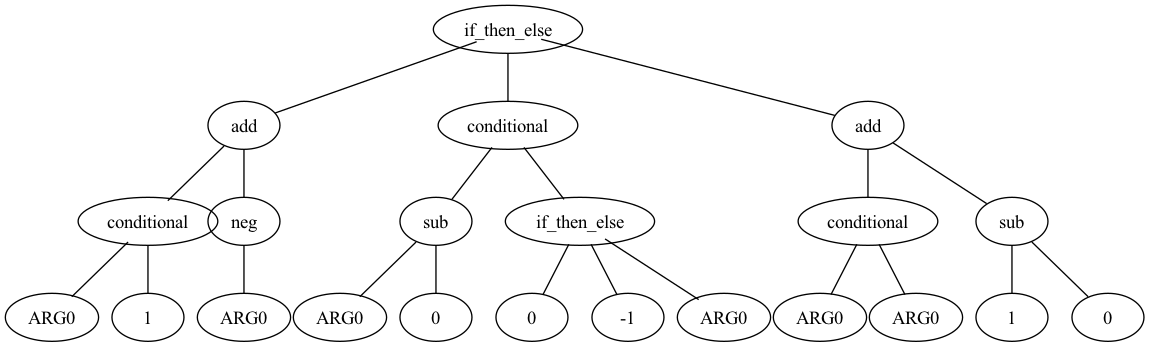 if_then_else
add
conditional
add
conditional
neg
sub
if_then_else
conditional
sub
ARG0
1
ARG0
ARG0
0
0
-1
ARG0
ARG0
ARG0
1
0